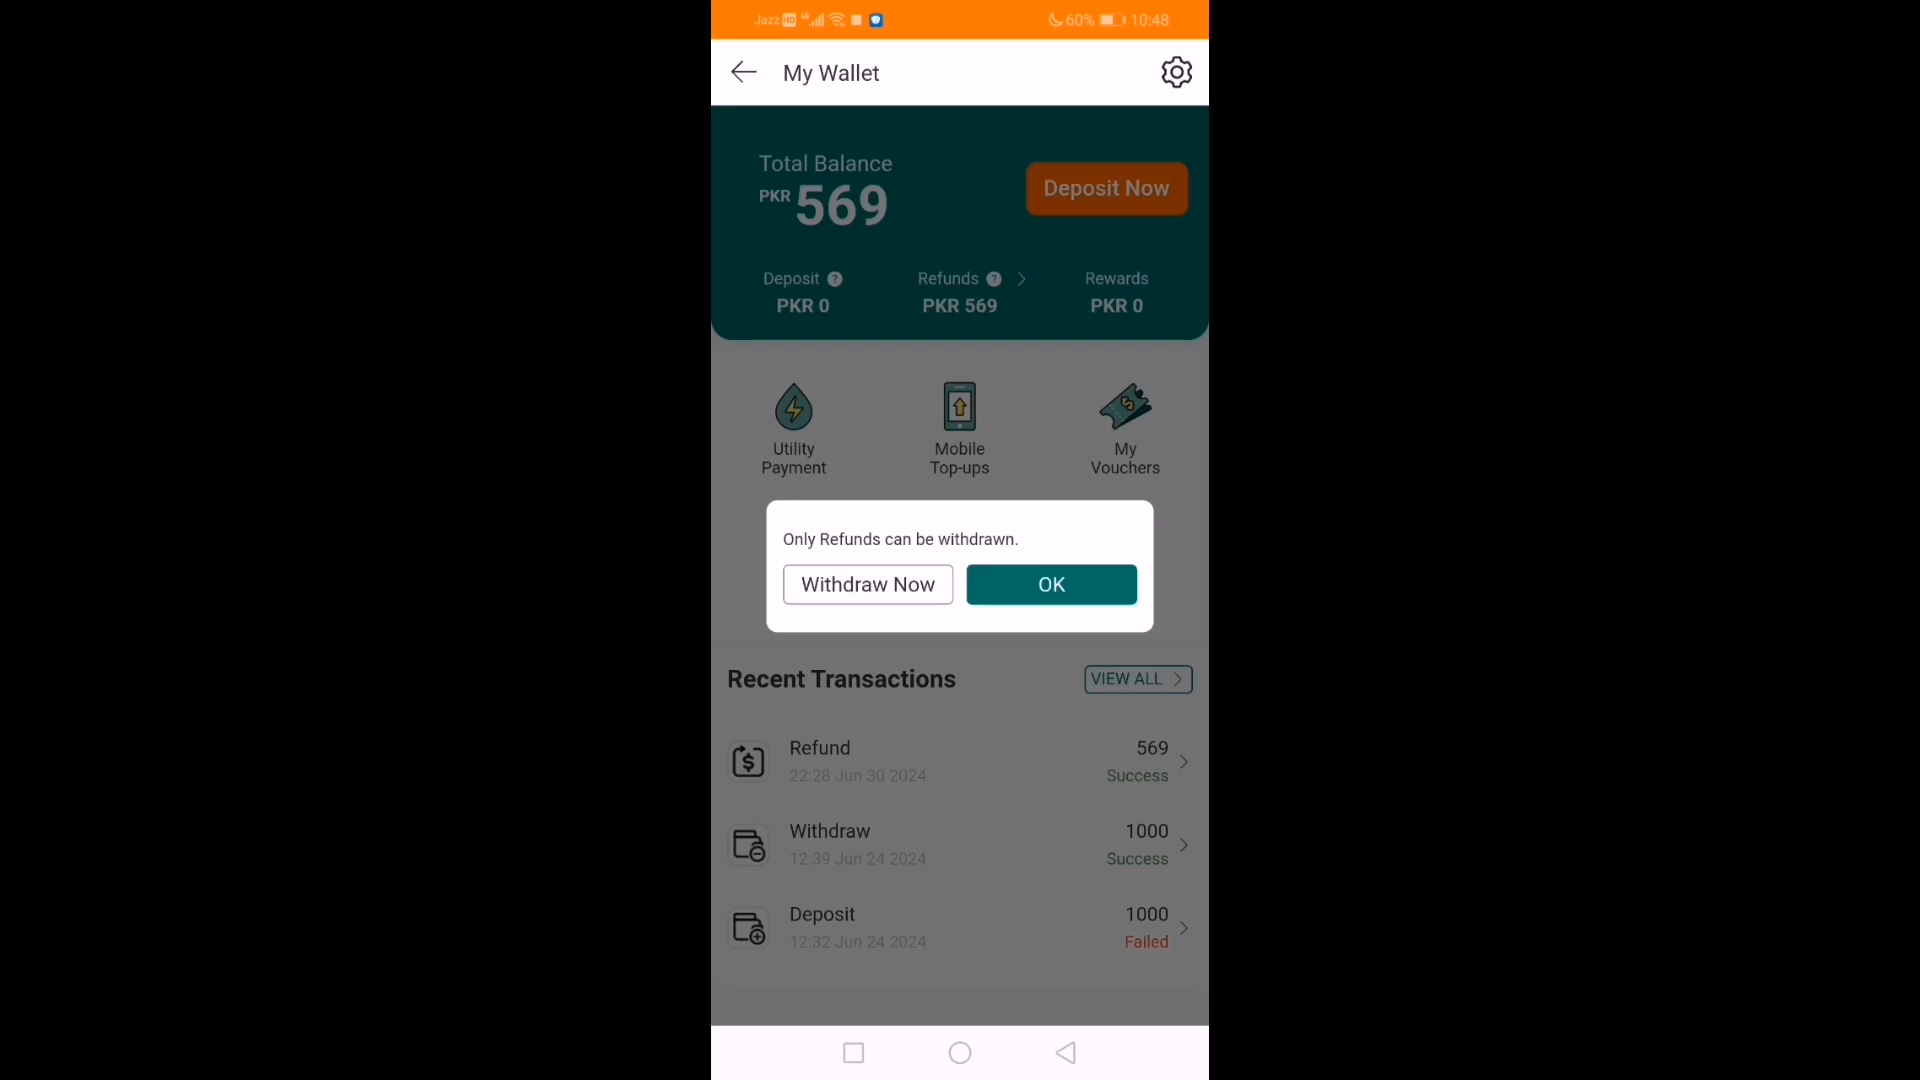 Jazz HD 4G 60% 10:48
My Wallet
Total Balance
PKR 569
Deposit Now
Deposit ? Refunds ? Rewards
PKR 0 PKR 569 PKR 0
Utility Mobile My
Payment Top-ups Vouchers
Only Refunds can be withdrawn.
Withdraw Now OK
Recent Transactions VIEW ALL
Refund 569
22:28 Jun 30 2024 Success
Withdraw 1000
12:39 Jun 24 2024 Success
Deposit 1000
12:32 Jun 24 2024 Failed